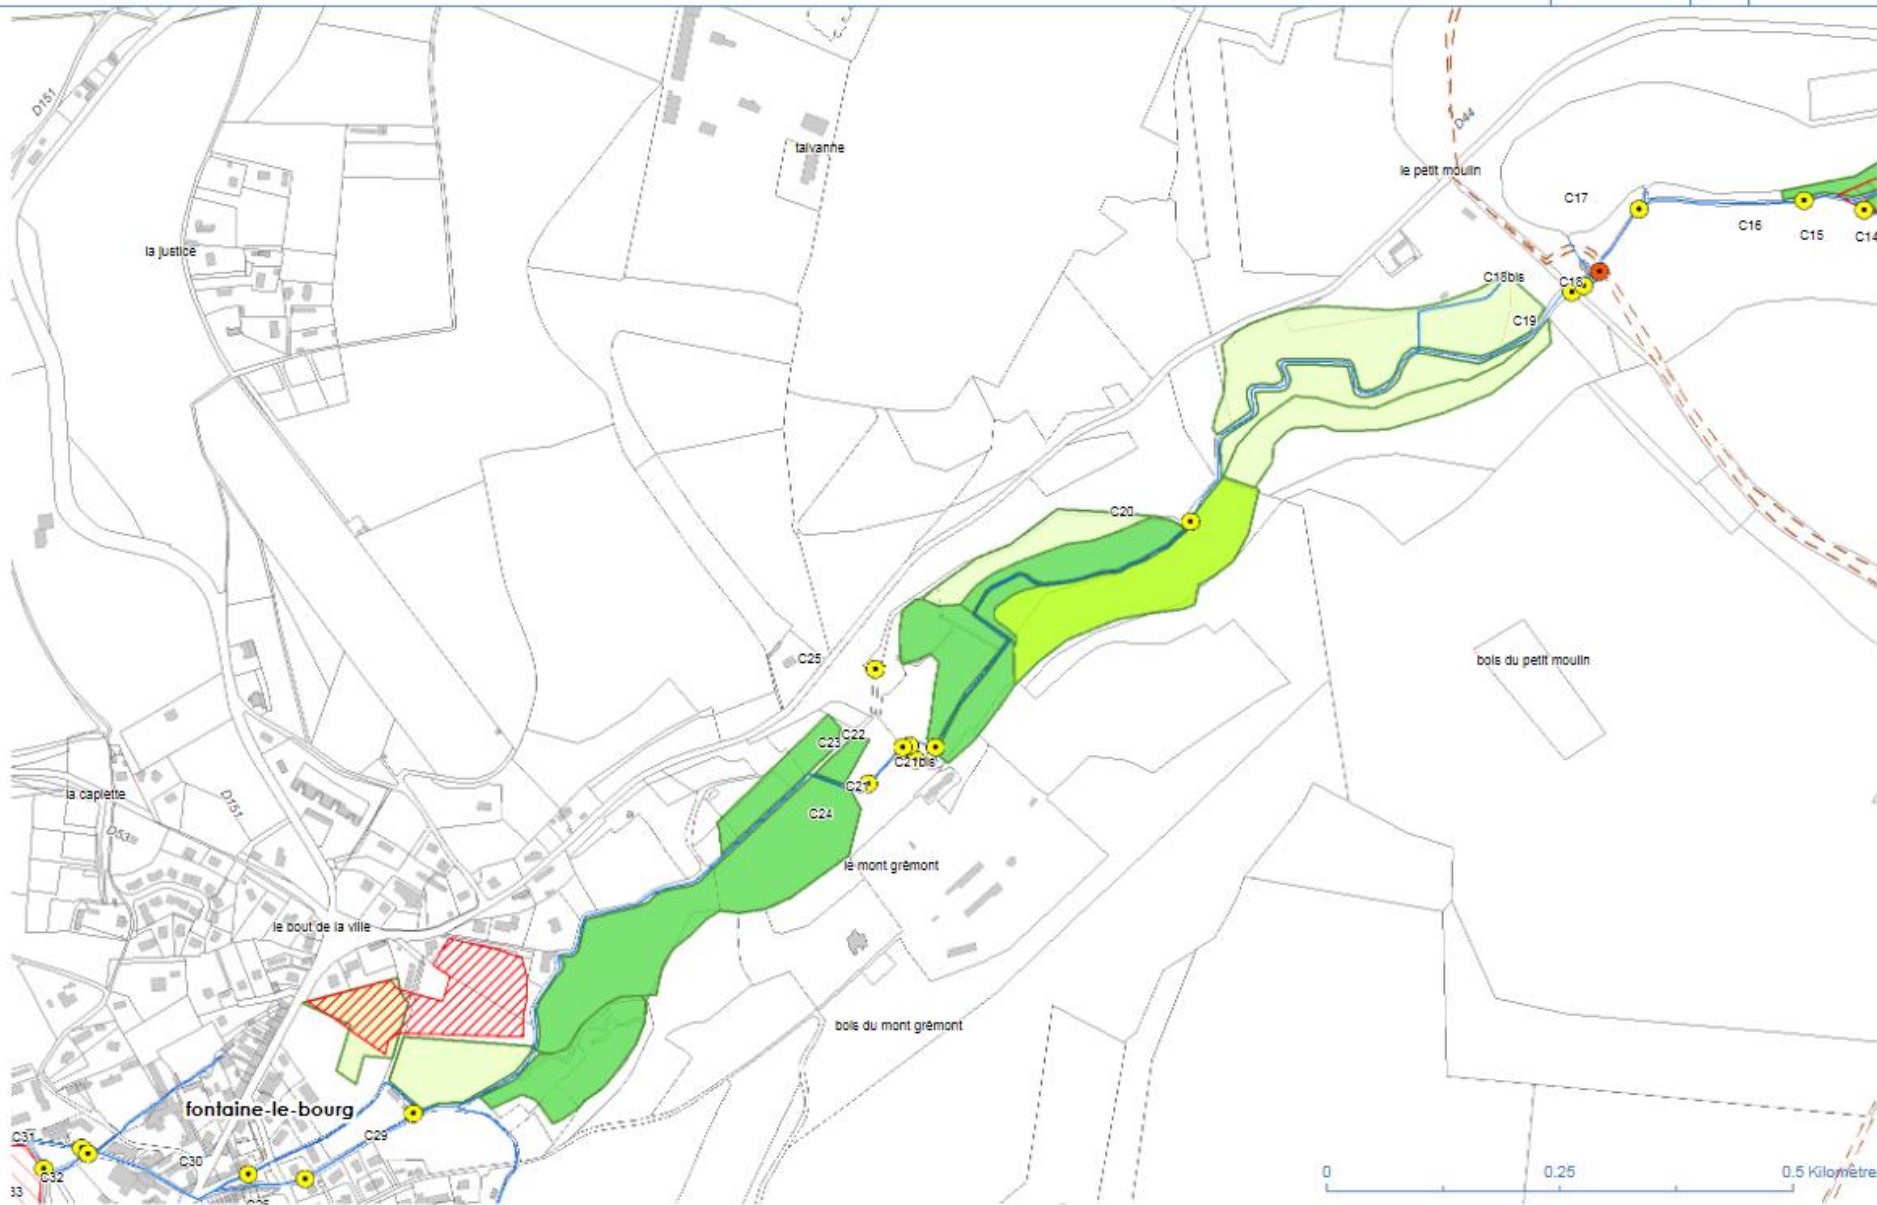 D151
D44
talvanne
le petit moulin
C17
la justice
C16
C15
C14
C18bis
C18
C19
C20
C25
bois du petit moulin
C22
C23
C21bis
la caplette
D151
C21
C24
D53
le mont grémont
le bout de la ville
bois du mont grémont
fontaine-le-bourg
C29
C31
C30
C32
33
0
0.25
0.5 Kilomètre